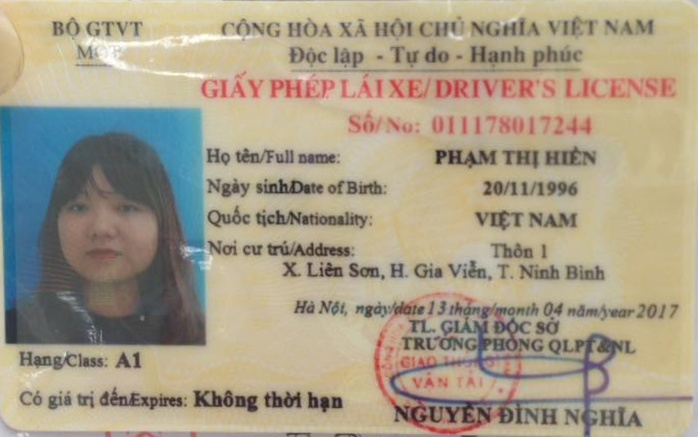 BỘ GTVT
MOT
CỘNG HÒA XÃ HỘI CHỦ NGHĨA VIỆT NAM
Độc lập - Tự do - Hạnh phúc
GIẤY PHÉP LÁI XE/ DRIVER'S LICENSE
Số/No: 011178017244
Họ tên/Full name: PHẠM THỊ HIÊN
Ngày sinh/Date of Birth: 20/11/1996
Quốc tịch/Nationality: VIỆT NAM
Nơi cư trú/Address: Thôn 1
X. Liên Sơn, H. Gia Viễn, T. Ninh Bình
Hà Nội, ngày/date 13 tháng/month 04 năm/year 2017
TL. GIÁM ĐỐC SỞ
TRƯỞNG PHÒNG QLPT&NL
GIAO THÔNG
VẬN TẢI
Hạng/Class: A1
Có giá trị đến/Expires: Không thời hạn
NGUYỄN ĐÌNH NGHĨA